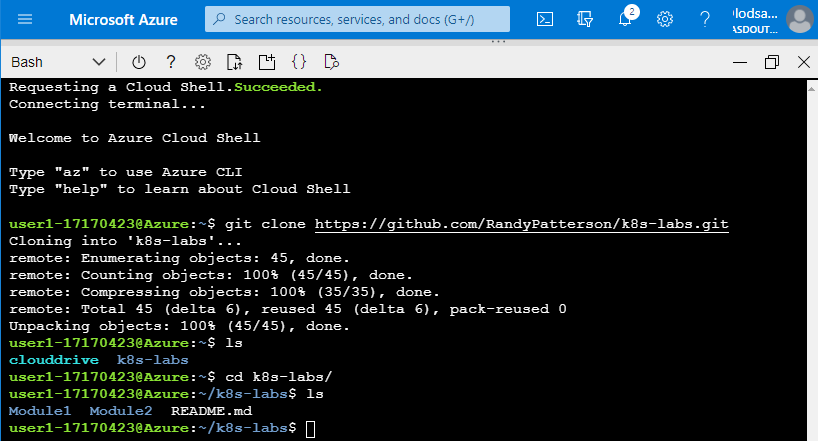 Microsoft Azure
Search resources, services, and docs (G+/)
2
lodsa...
ASDOUT...
Bash
Requesting a Cloud Shell.Succeeded.
Connecting terminal...
Welcome to Azure Cloud Shell
Type "az" to use Azure CLI
Type "help" to learn about Cloud Shell
user1-17170423@Azure:~$ git clone https://github.com/RandyPatterson/k8s-labs.git
Cloning into 'k8s-labs'...
remote: Enumerating objects: 45, done.
remote: Counting objects: 100% (45/45), done.
remote: Compressing objects: 100% (35/35), done.
remote: Total 45 (delta 6), reused 45 (delta 6), pack-reused 0
Unpacking objects: 100% (45/45), done.
user1-17170423@Azure:~$ ls
clouddrive k8s-labs
user1-17170423@Azure:~$ cd k8s-labs/
user1-17170423@Azure:~/k8s-labs$ ls
Module1 Module2 README.md
user1-17170423@Azure:~/k8s-labs$